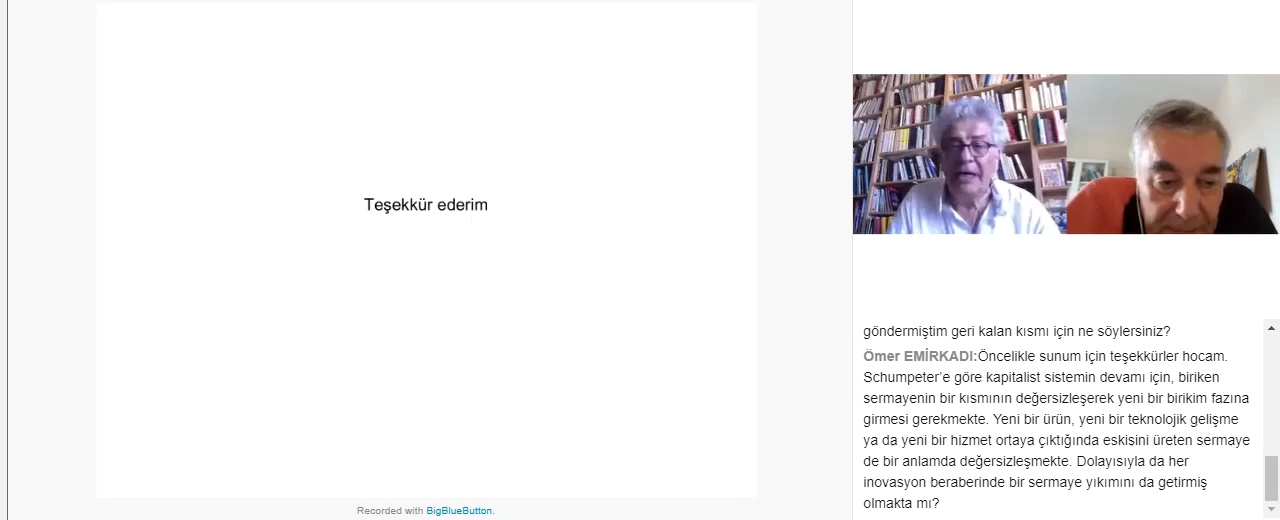 Teşekkür ederim
Recorded with BigBlueButton.
göndermiştim geri kalan kısmı için ne söylersiniz?
Ömer EMİRKADI:Öncelikle sunum için teşekkürler hocam.
Schumpeter’e göre kapitalist sistemin devamı için, biriken
sermayenin bir kısmının değersizleşerek yeni bir birikim fazına
girmesi gerekmekte. Yeni bir ürün, yeni bir teknolojik gelişme
ya da yeni bir hizmet ortaya çıktığında eskisini üreten sermaye
de bir anlamda değersizleşmekte. Dolayısıyla da her
inovasyon beraberinde bir sermaye yıkımını da getirmiş
olmakta mı?